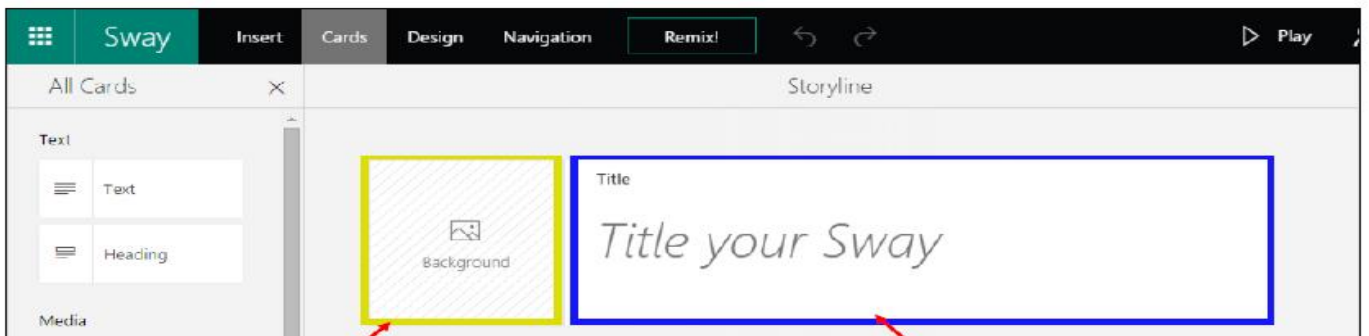 Sway Insert Cards Design Navigation Remix! Play
All Cards Storyline
Text
Text
Heading
Media
Background
Title
Title your Sway